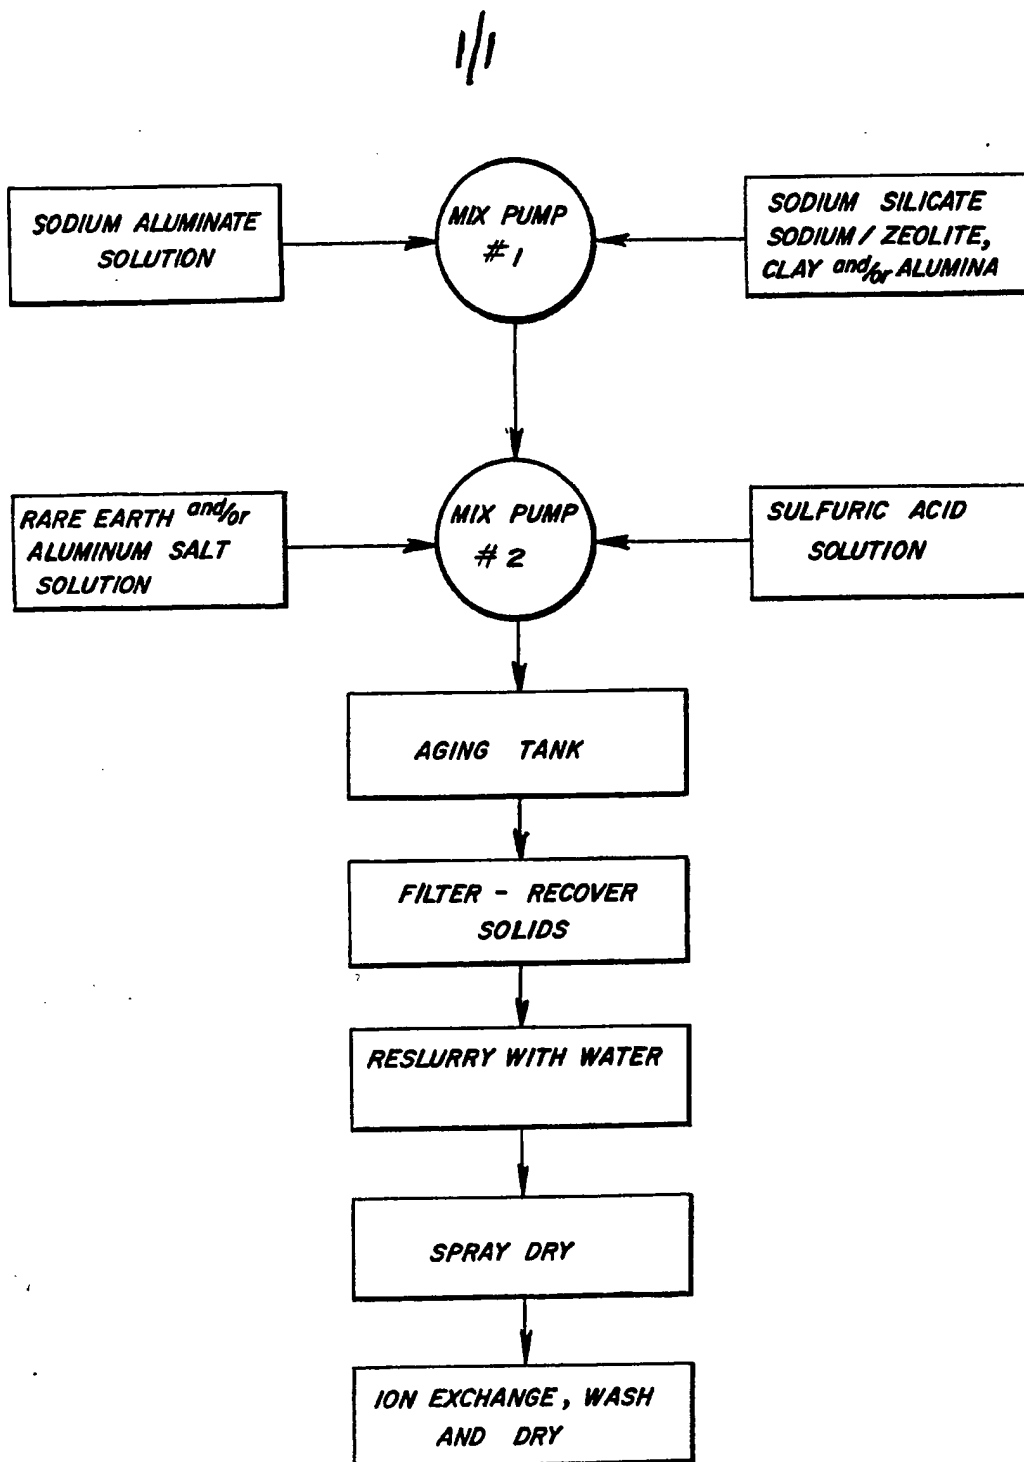 1/1
SODIUM ALUMINATE
SOLUTION
MIX PUMP
#1
SODIUM SILICATE
SODIUM / ZEOLITE,
CLAY and/or ALUMINA
RARE EARTH and/or
ALUMINUM SALT
SOLUTION
MIX PUMP
#2
SULFURIC ACID
SOLUTION
AGING TANK
FILTER - RECOVER
SOLIDS
RESLURRY WITH WATER
SPRAY DRY
ION EXCHANGE, WASH
AND DRY